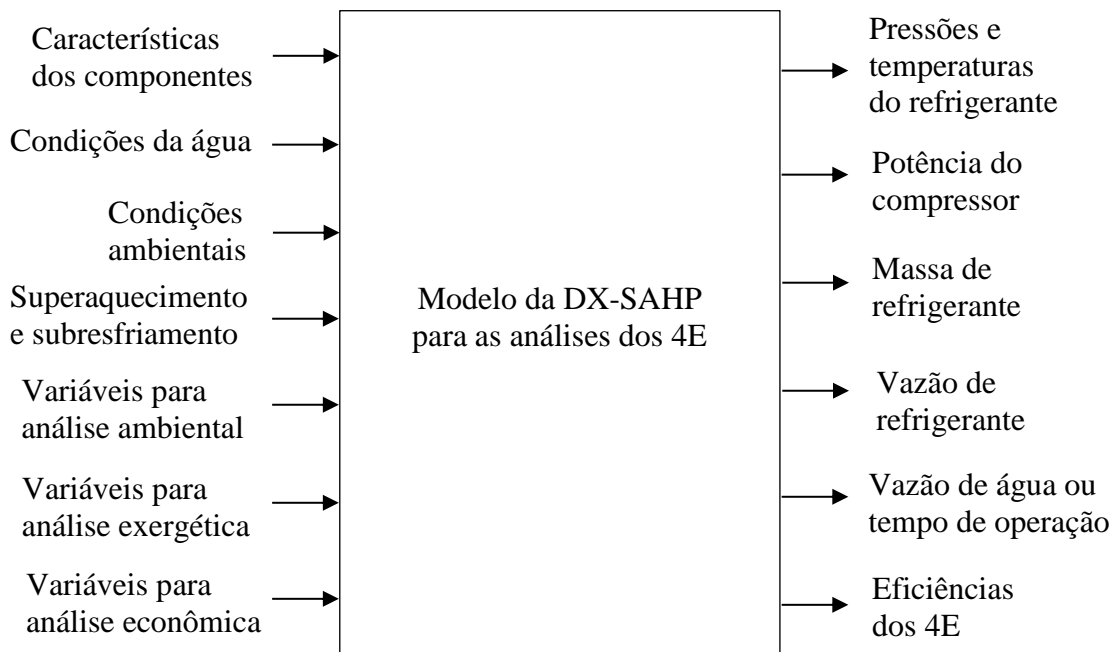 Características
dos componentes
Condições da água
Condições
ambientais
Superaquecimento
e subresfriamento
Variáveis para
análise ambiental
Variáveis para
análise exergética
Variáveis para
análise econômica
Modelo da DX-SAHP
para as análises dos 4E
Pressões e
temperaturas
do refrigerante
Potência do
compressor
Massa de
refrigerante
Vazão de
refrigerante
Vazão de água ou
tempo de operação
Eficiências
dos 4E